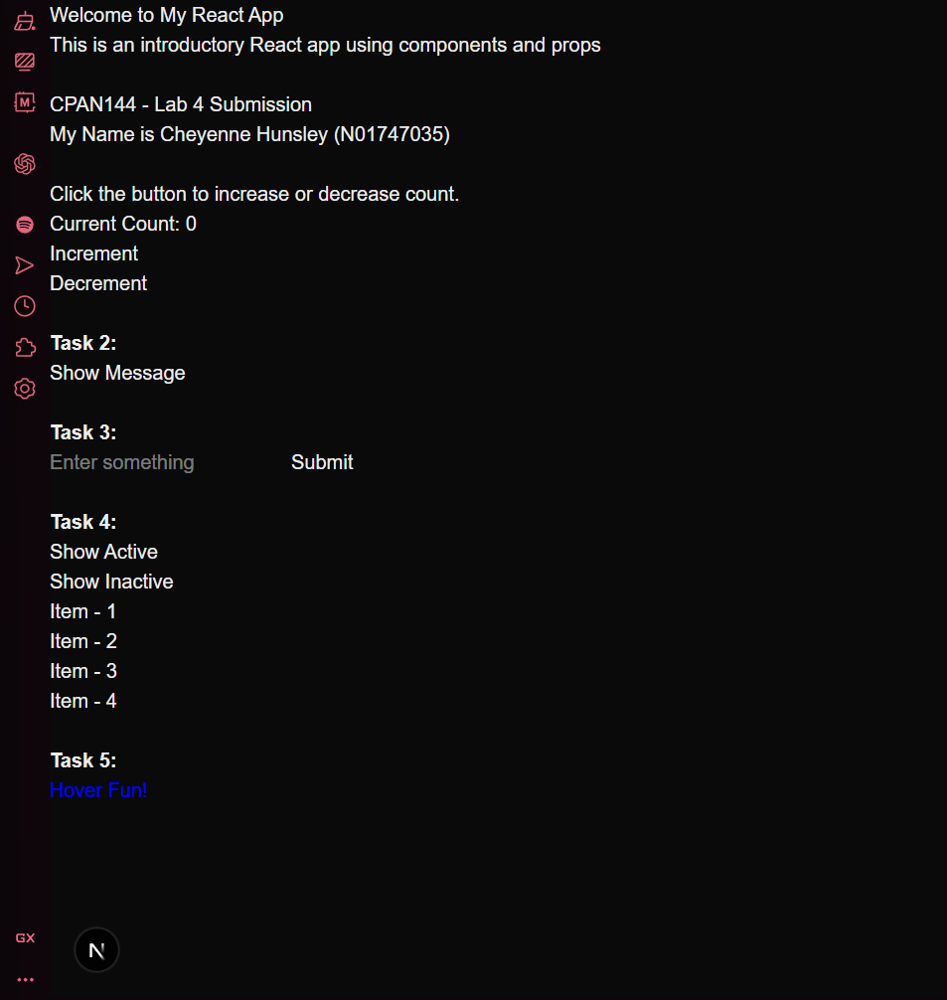 Welcome to My React App
This is an introductory React app using components and props
M
CPAN144 - Lab 4 Submission
My Name is Cheyenne Hunsley (N01747035)
Click the button to increase or decrease count.
Current Count: 0
Increment
Decrement
Task 2:
Show Message
Task 3:
Enter something Submit
Task 4:
Show Active
Show Inactive
Item - 1
Item - 2
Item - 3
Item - 4
Task 5:
Hover Fun!
GX
N